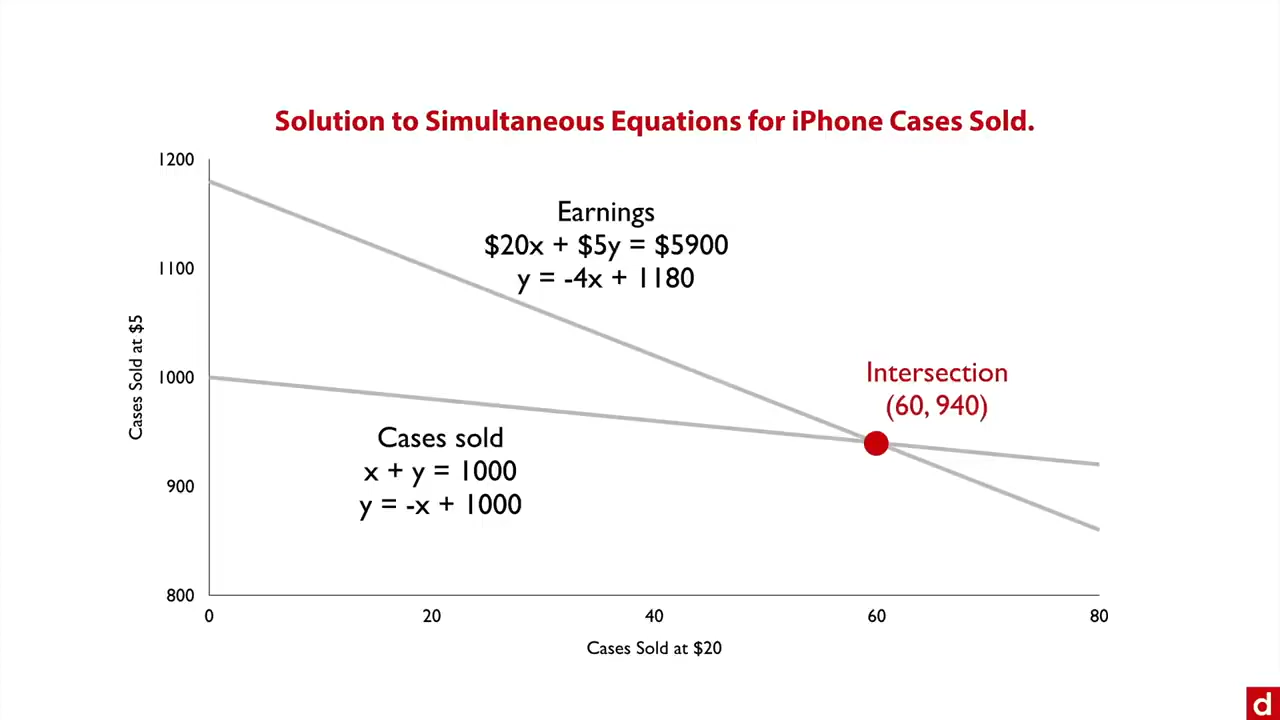 Solution to Simultaneous Equations for iPhone Cases Sold.
1200
1100
1000
900
800
Cases Sold at $5
Earnings
$20x + $5y = $5900
y = -4x + 1180
Intersection
(60, 940)
Cases sold
x + y = 1000
y = -x + 1000
0
20
40
60
80
Cases Sold at $20
d